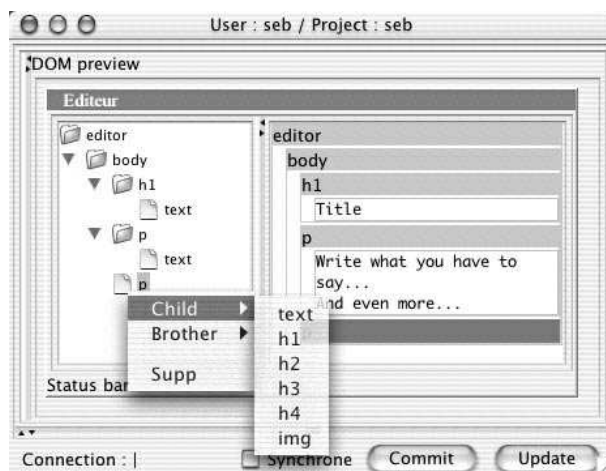 User : seb / Project : seb
DOM preview
Editeur
editor
body
h1
text
p
text
p
editor
body
h1
Title
p
Write what you have to
say...
And even more...
Child
Brother
Supp
text
h1
h2
h3
h4
img
Status bar
Connection :
Synchrone
Commit
Update